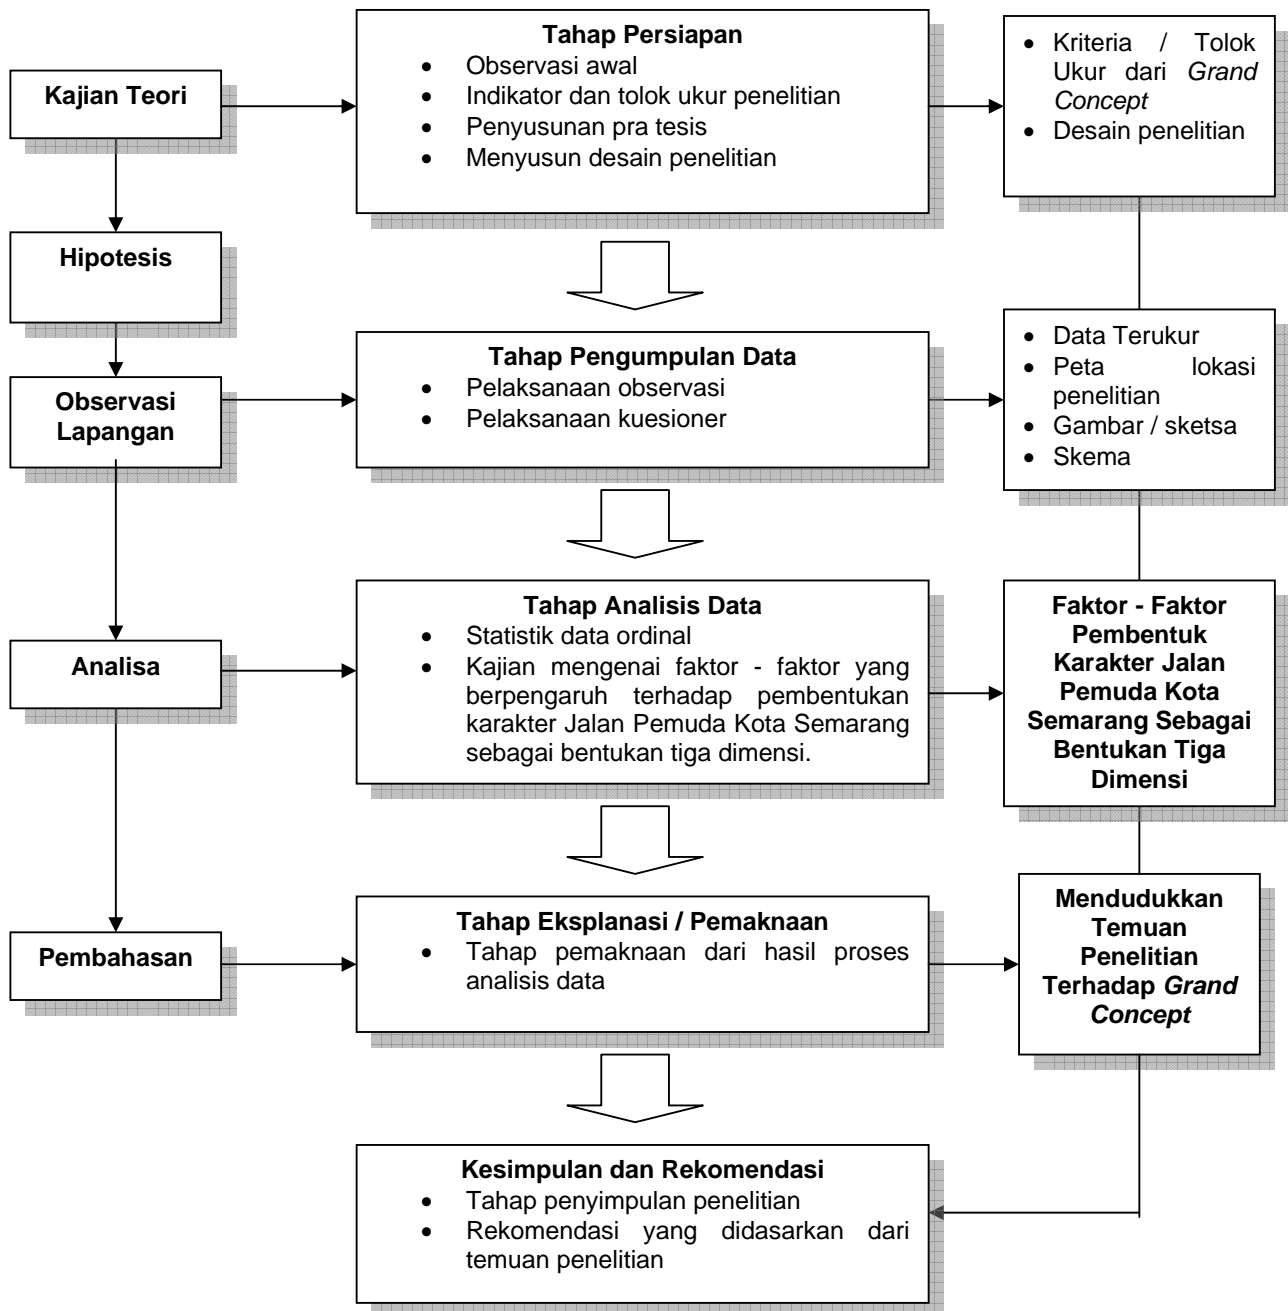 Kajian Teori
Tahap Persiapan
• Observasi awal
• Indikator dan tolok ukur penelitian
• Penyusunan pra tesis
• Menyusun desain penelitian
• Kriteria / Tolok
Ukur dari Grand
Concept
• Desain penelitian
Hipotesis
Observasi
Lapangan
Tahap Pengumpulan Data
• Pelaksanaan observasi
• Pelaksanaan kuesioner
• Data Terukur
• Peta lokasi
penelitian
• Gambar / sketsa
• Skema
Analisa
Tahap Analisis Data
• Statistik data ordinal
• Kajian mengenai faktor - faktor yang
berpengaruh terhadap pembentukan
karakter Jalan Pemuda Kota Semarang
sebagai bentukan tiga dimensi.
Faktor - Faktor
Pembentuk
Karakter Jalan
Pemuda Kota
Semarang Sebagai
Bentukan Tiga
Dimensi
Pembahasan
Tahap Eksplanasi / Pemaknaan
• Tahap pemaknaan dari hasil proses
analisis data
Mendudukkan
Temuan
Penelitian
Terhadap Grand
Concept
Kesimpulan dan Rekomendasi
• Tahap penyimpulan penelitian
• Rekomendasi yang didasarkan dari
temuan penelitian